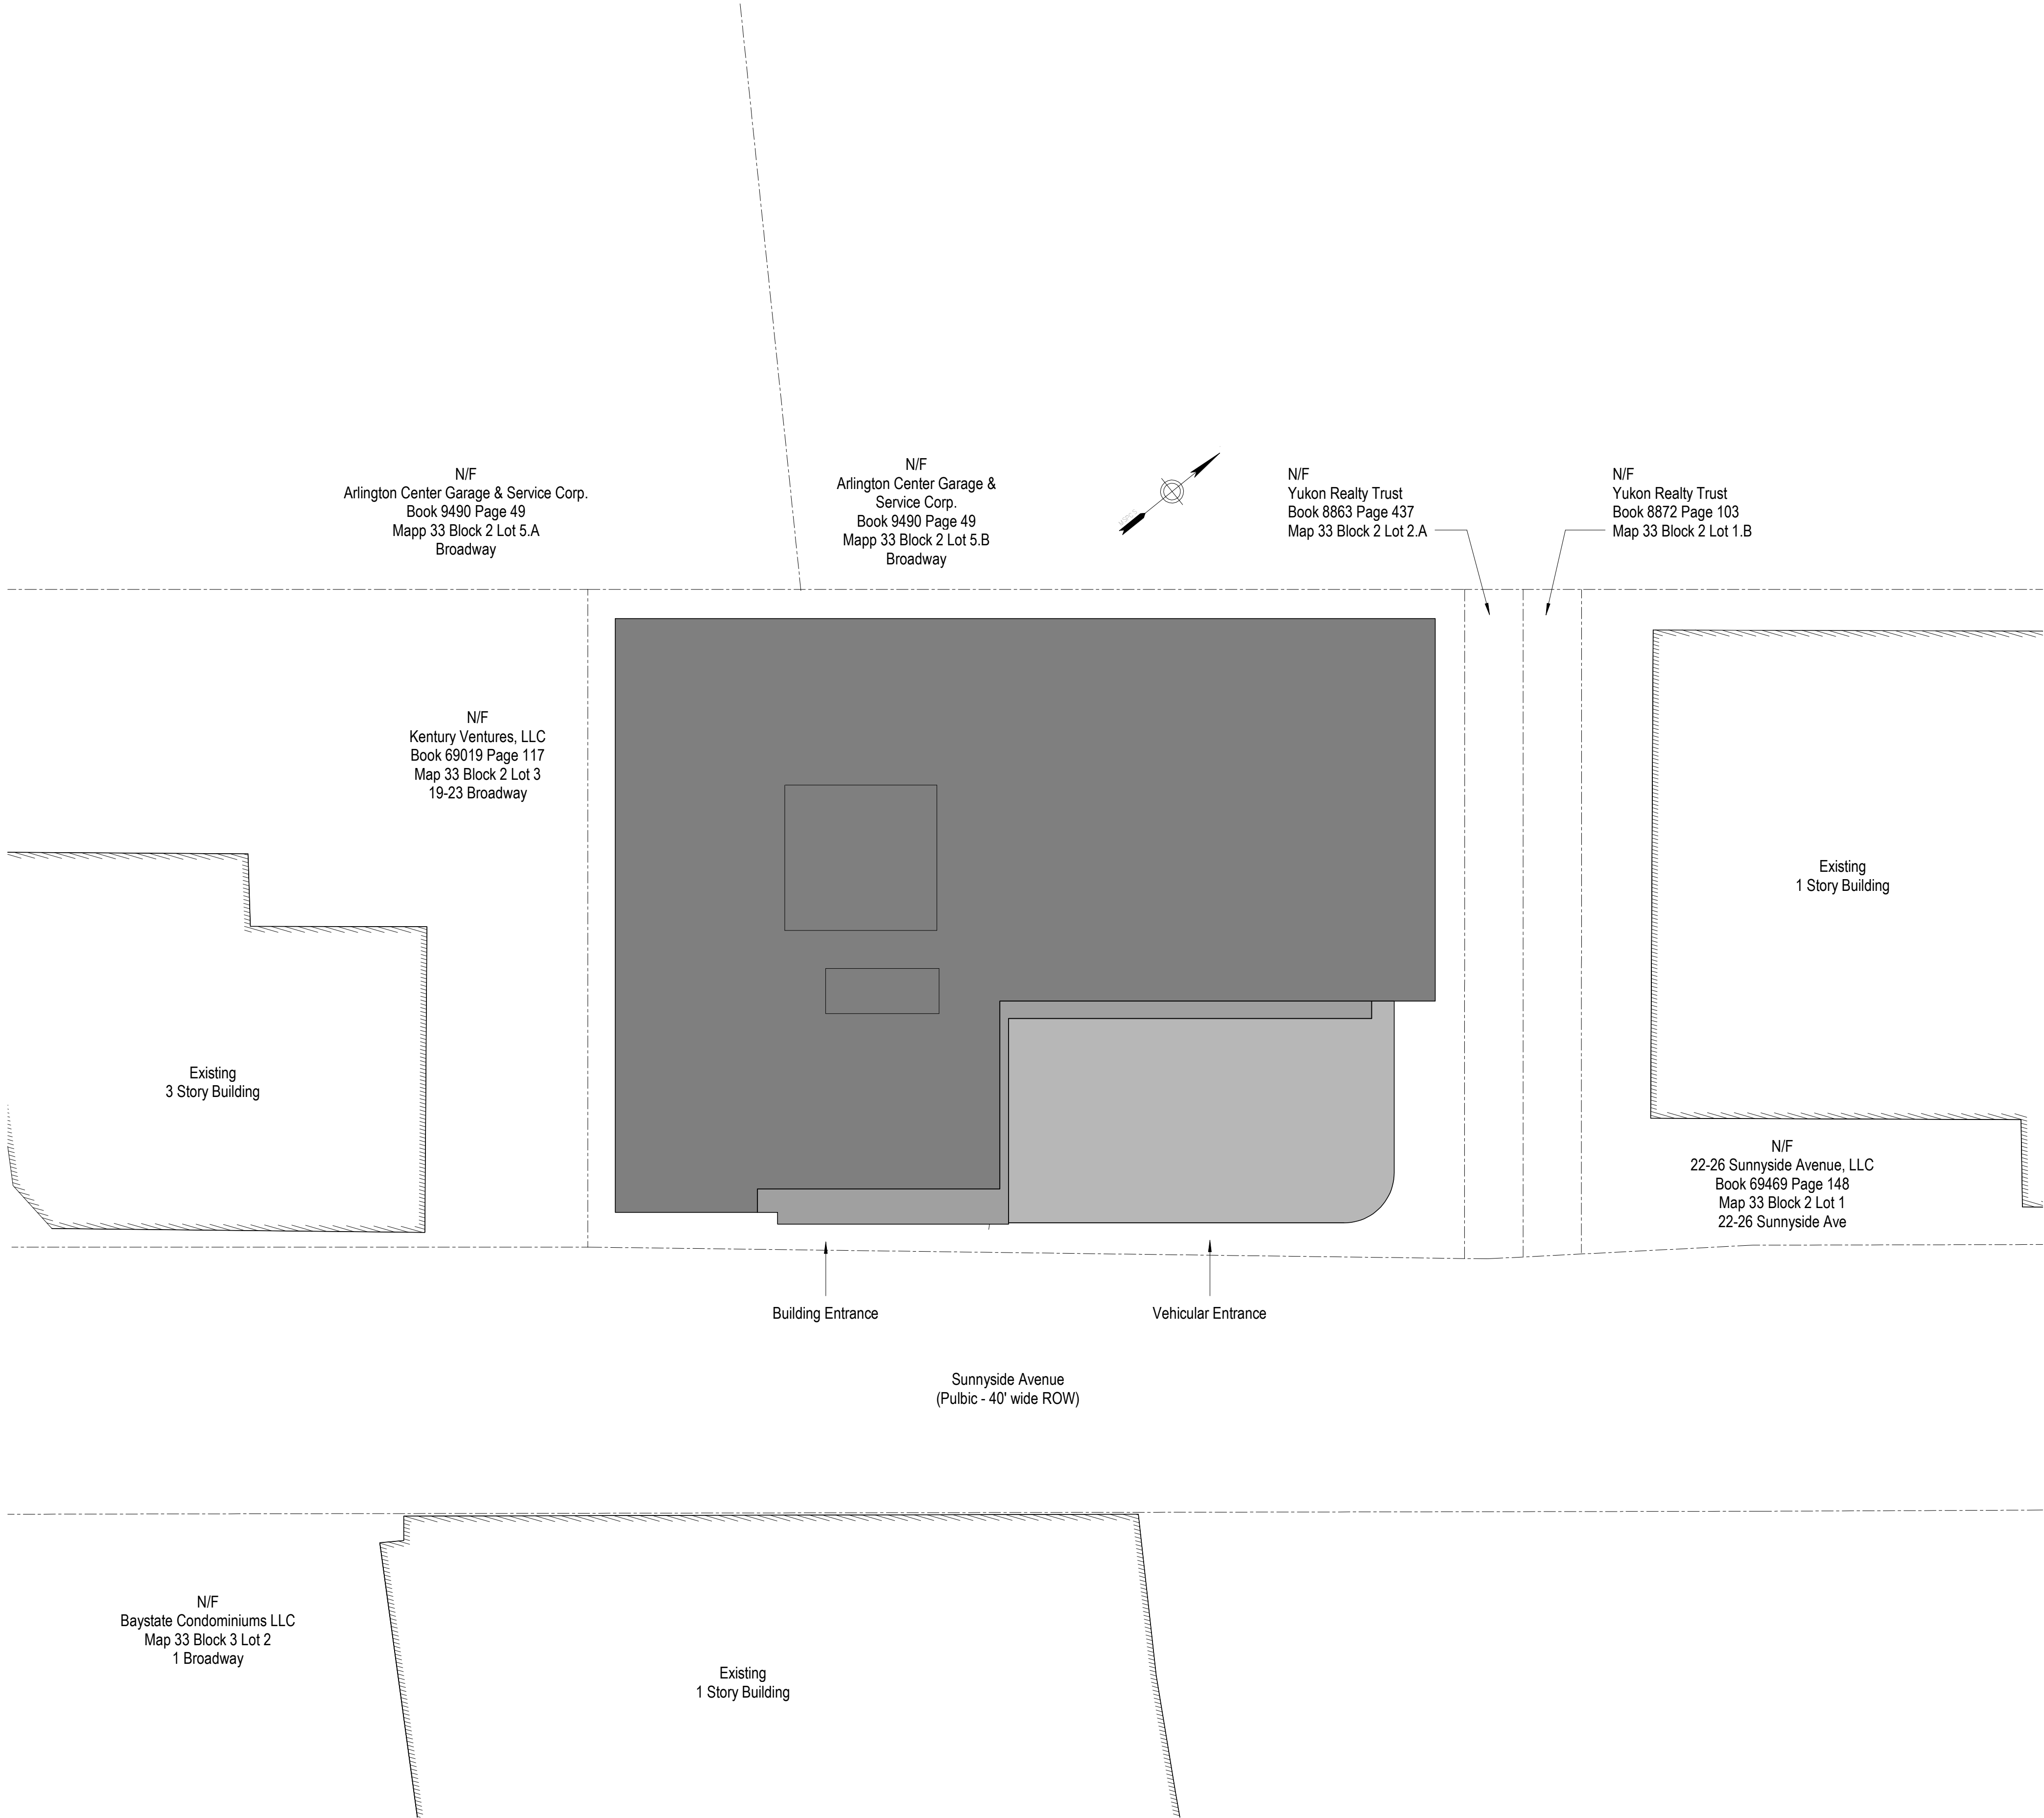 N/F
Arlington Center Garage & Service Corp.
Book 9490 Page 49
Mapp 33 Block 2 Lot 5.A
Broadway
N/F
Arlington Center Garage &
Service Corp.
Book 9490 Page 49
Mapp 33 Block 2 Lot 5.B
Broadway
N/F
Yukon Realty Trust
Book 8863 Page 437
Map 33 Block 2 Lot 2.A
N/F
Yukon Realty Trust
Book 8872 Page 103
Map 33 Block 2 Lot 1.B
N/F
Kentury Ventures, LLC
Book 69019 Page 117
Map 33 Block 2 Lot 3
19-23 Broadway
Existing
1 Story Building
Existing
3 Story Building
N/F
22-26 Sunnyside Avenue, LLC
Book 69469 Page 148
Map 33 Block 2 Lot 1
22-26 Sunnyside Ave
Building Entrance
Vehicular Entrance
Sunnyside Avenue
(Pulbic - 40' wide ROW)
N/F
Baystate Condominiums LLC
Map 33 Block 3 Lot 2
1 Broadway
Existing
1 Story Building